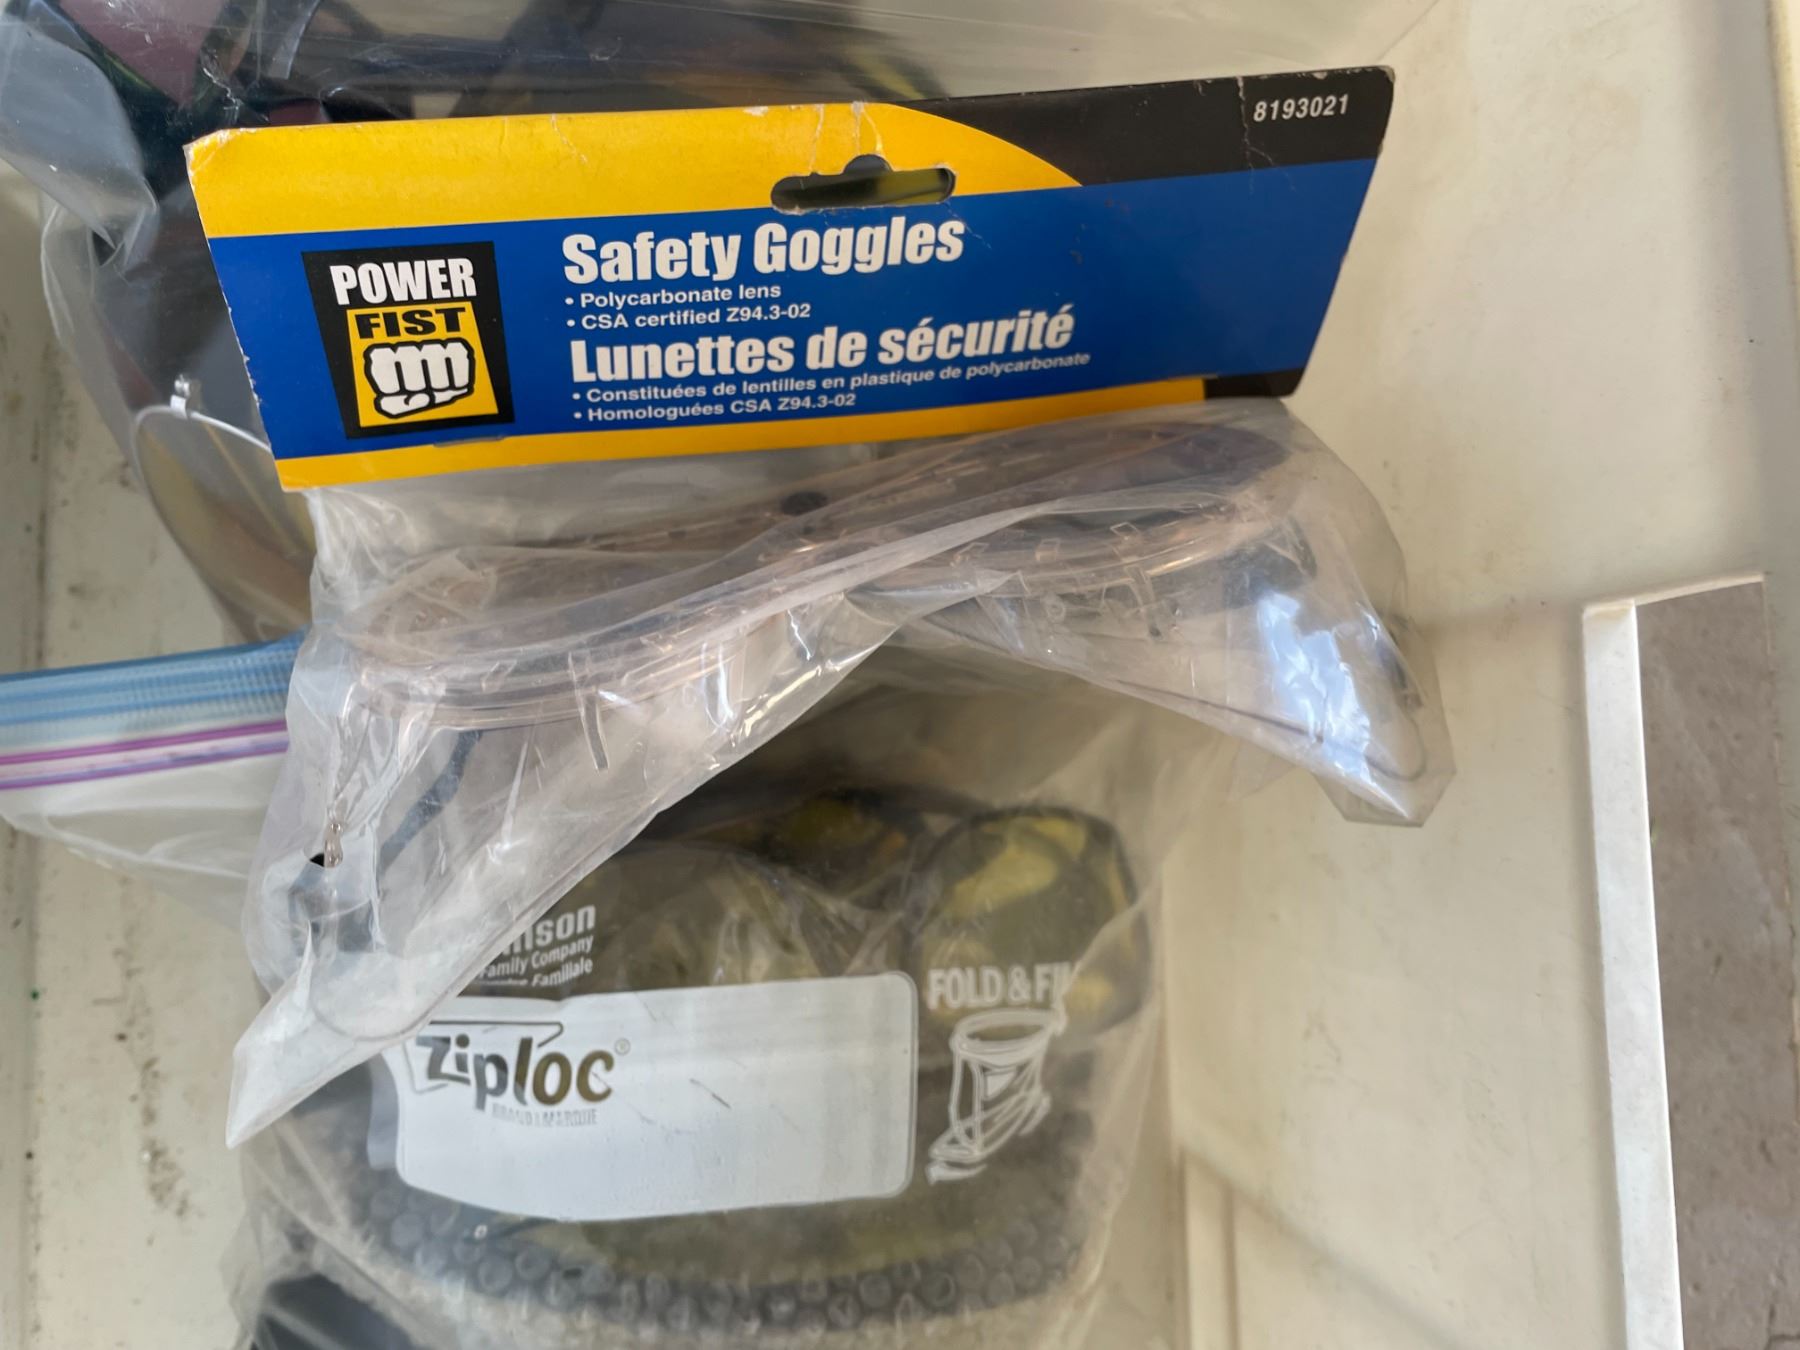 8193021
POWER
FIST
Safety Goggles
• Polycarbonate lens
• CSA certified Z94.3-02
Lunettes de sécurité
• Constituées de lentilles en plastique de polycarbonate
• Homologuées CSA Z94.3-02
Family Company
Familiale
Ziploc®
FOLD &